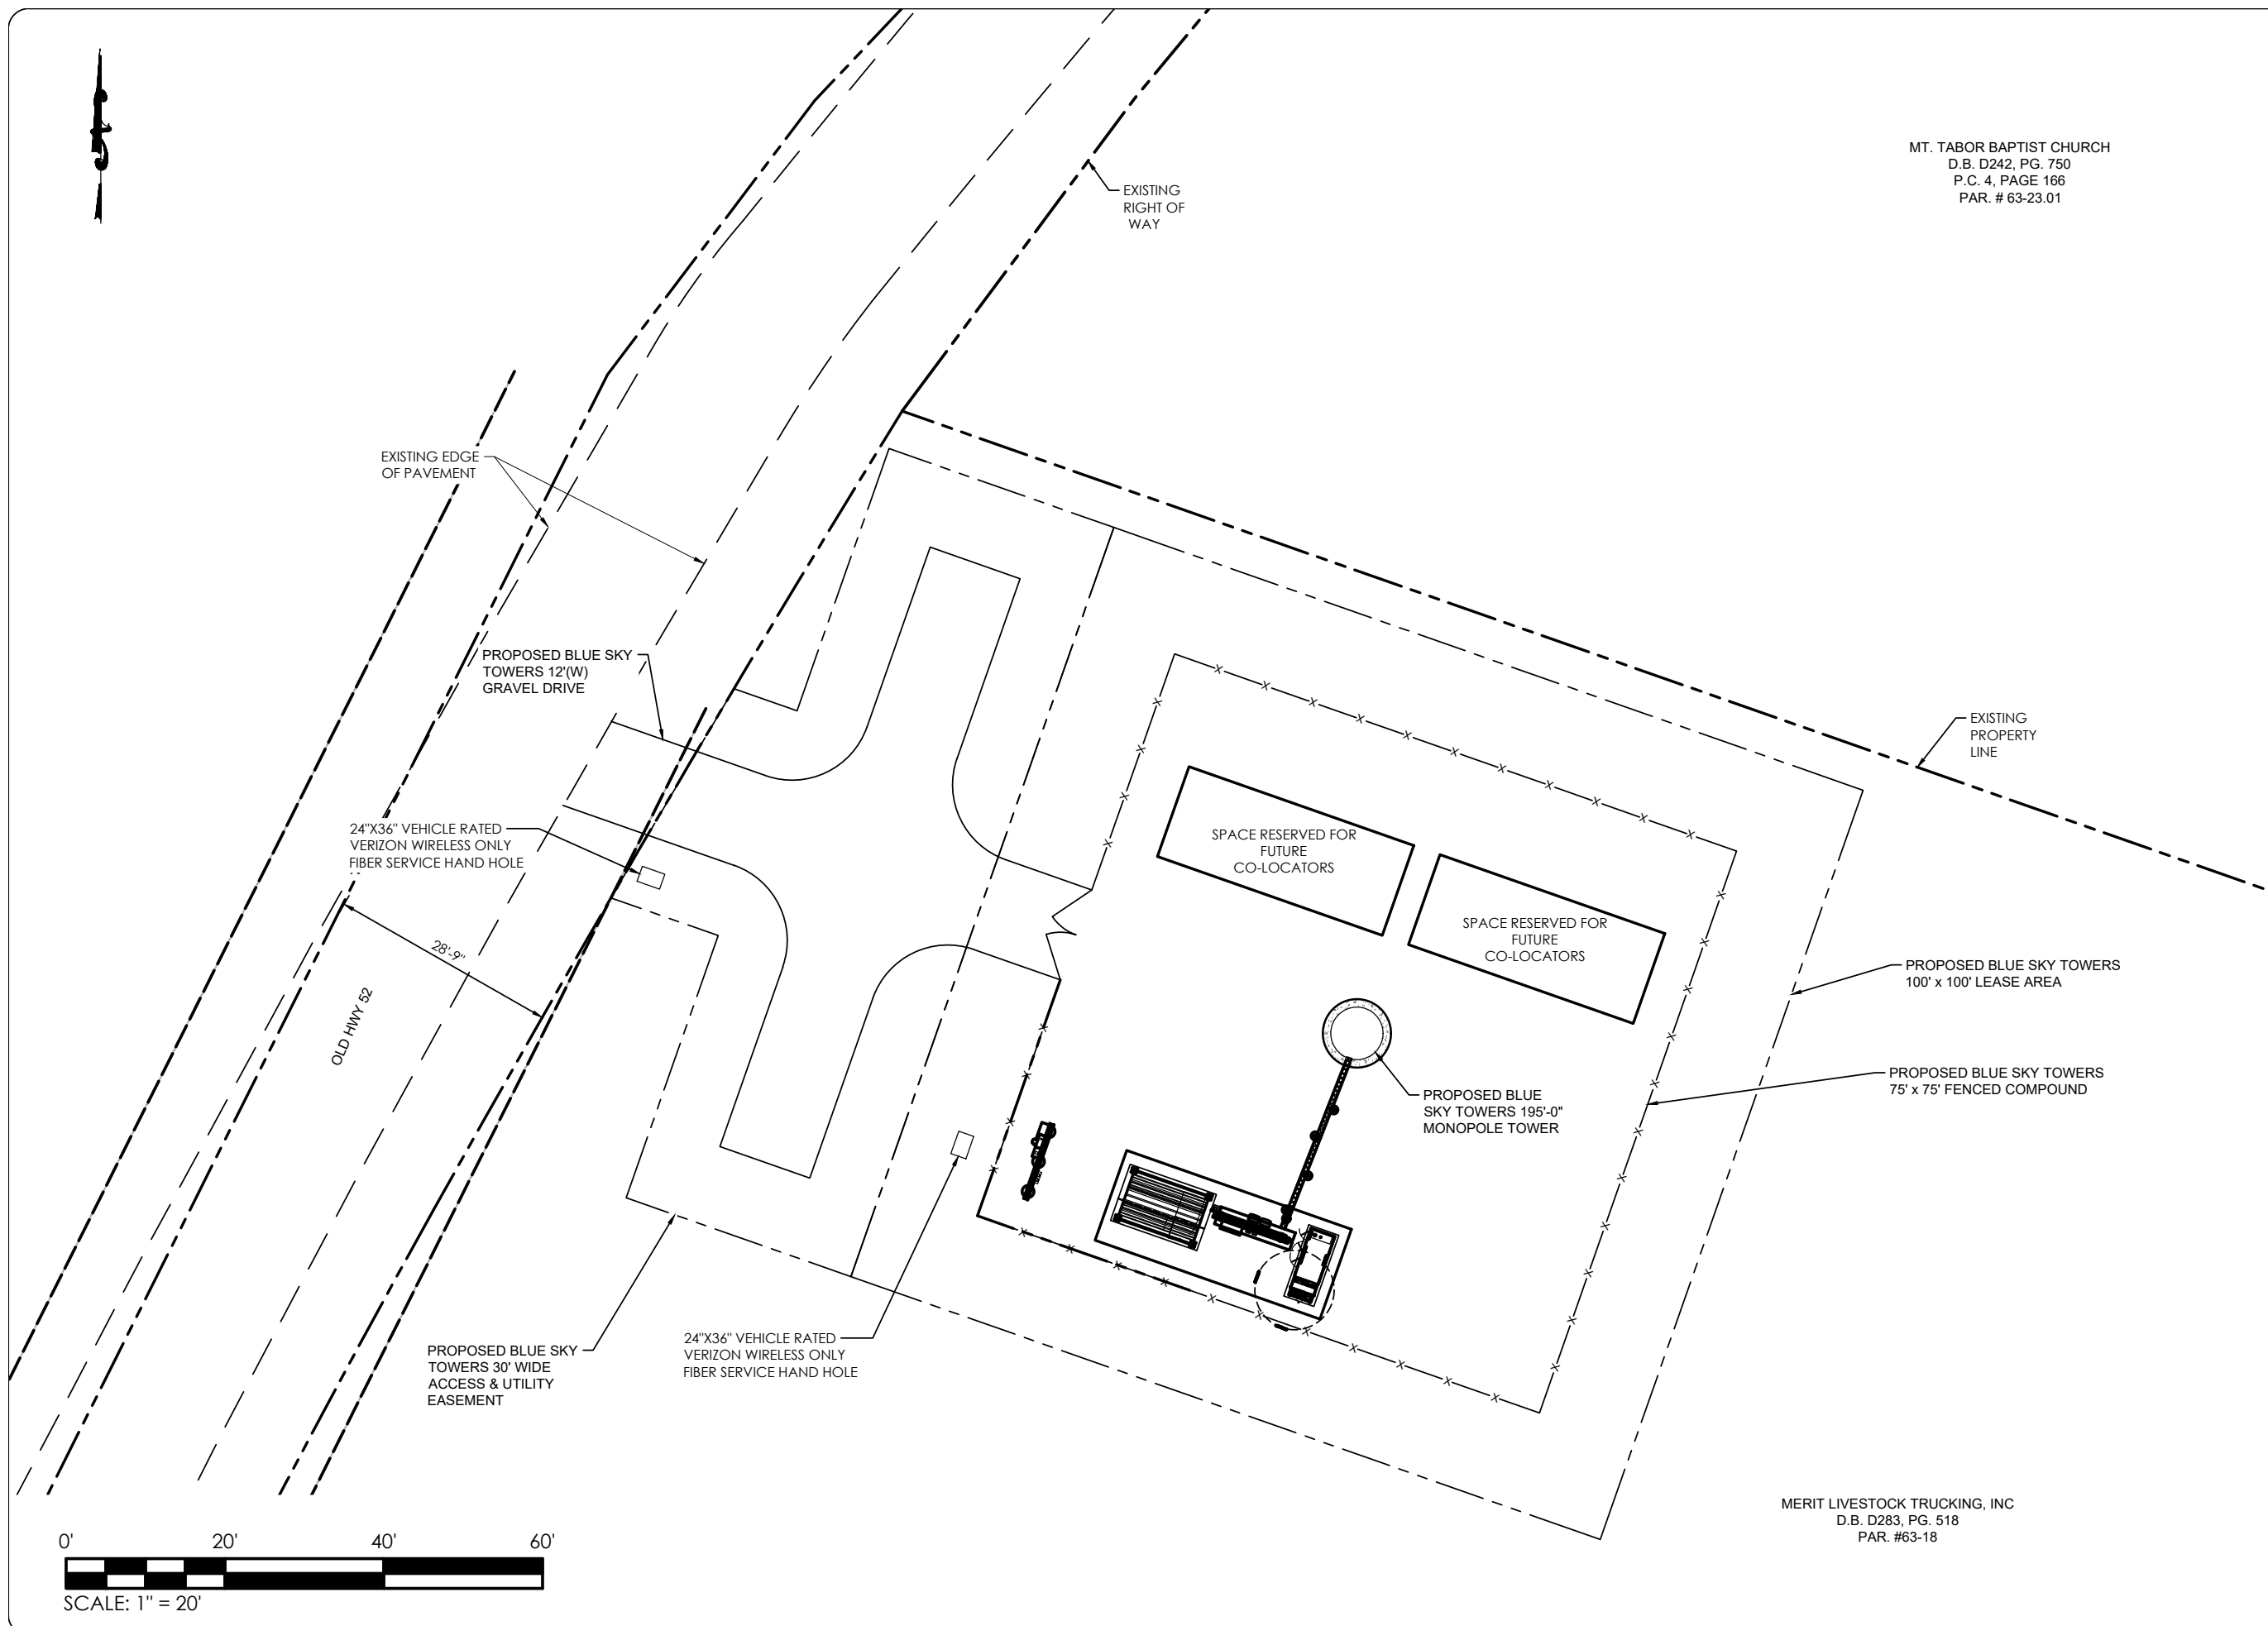 MT. TABOR BAPTIST CHURCH
D.B. D242, PG. 750
P.C. 4, PAGE 166
PAR. # 63-23.01
EXISTING
RIGHT OF
WAY
EXISTING EDGE
OF PAVEMENT
PROPOSED BLUE SKY
TOWERS 12'(W)
GRAVEL DRIVE
EXISTING
PROPERTY
LINE
24"X36" VEHICLE RATED
VERIZON WIRELESS ONLY
FIBER SERVICE HAND HOLE
SPACE RESERVED FOR
FUTURE
CO-LOCATORS
SPACE RESERVED FOR
FUTURE
CO-LOCATORS
28'-9"
OLD HWY 52
PROPOSED BLUE SKY TOWERS
100' x 100' LEASE AREA
PROPOSED BLUE SKY TOWERS
75' x 75' FENCED COMPOUND
PROPOSED BLUE
SKY TOWERS 195'-0"
MONOPOLE TOWER
PROPOSED BLUE SKY
TOWERS 30' WIDE
ACCESS & UTILITY
EASEMENT
24"X36" VEHICLE RATED
VERIZON WIRELESS ONLY
FIBER SERVICE HAND HOLE
MERIT LIVESTOCK TRUCKING, INC
D.B. D283, PG. 518
PAR. #63-18
0' 20' 40' 60'
SCALE: 1" = 20'